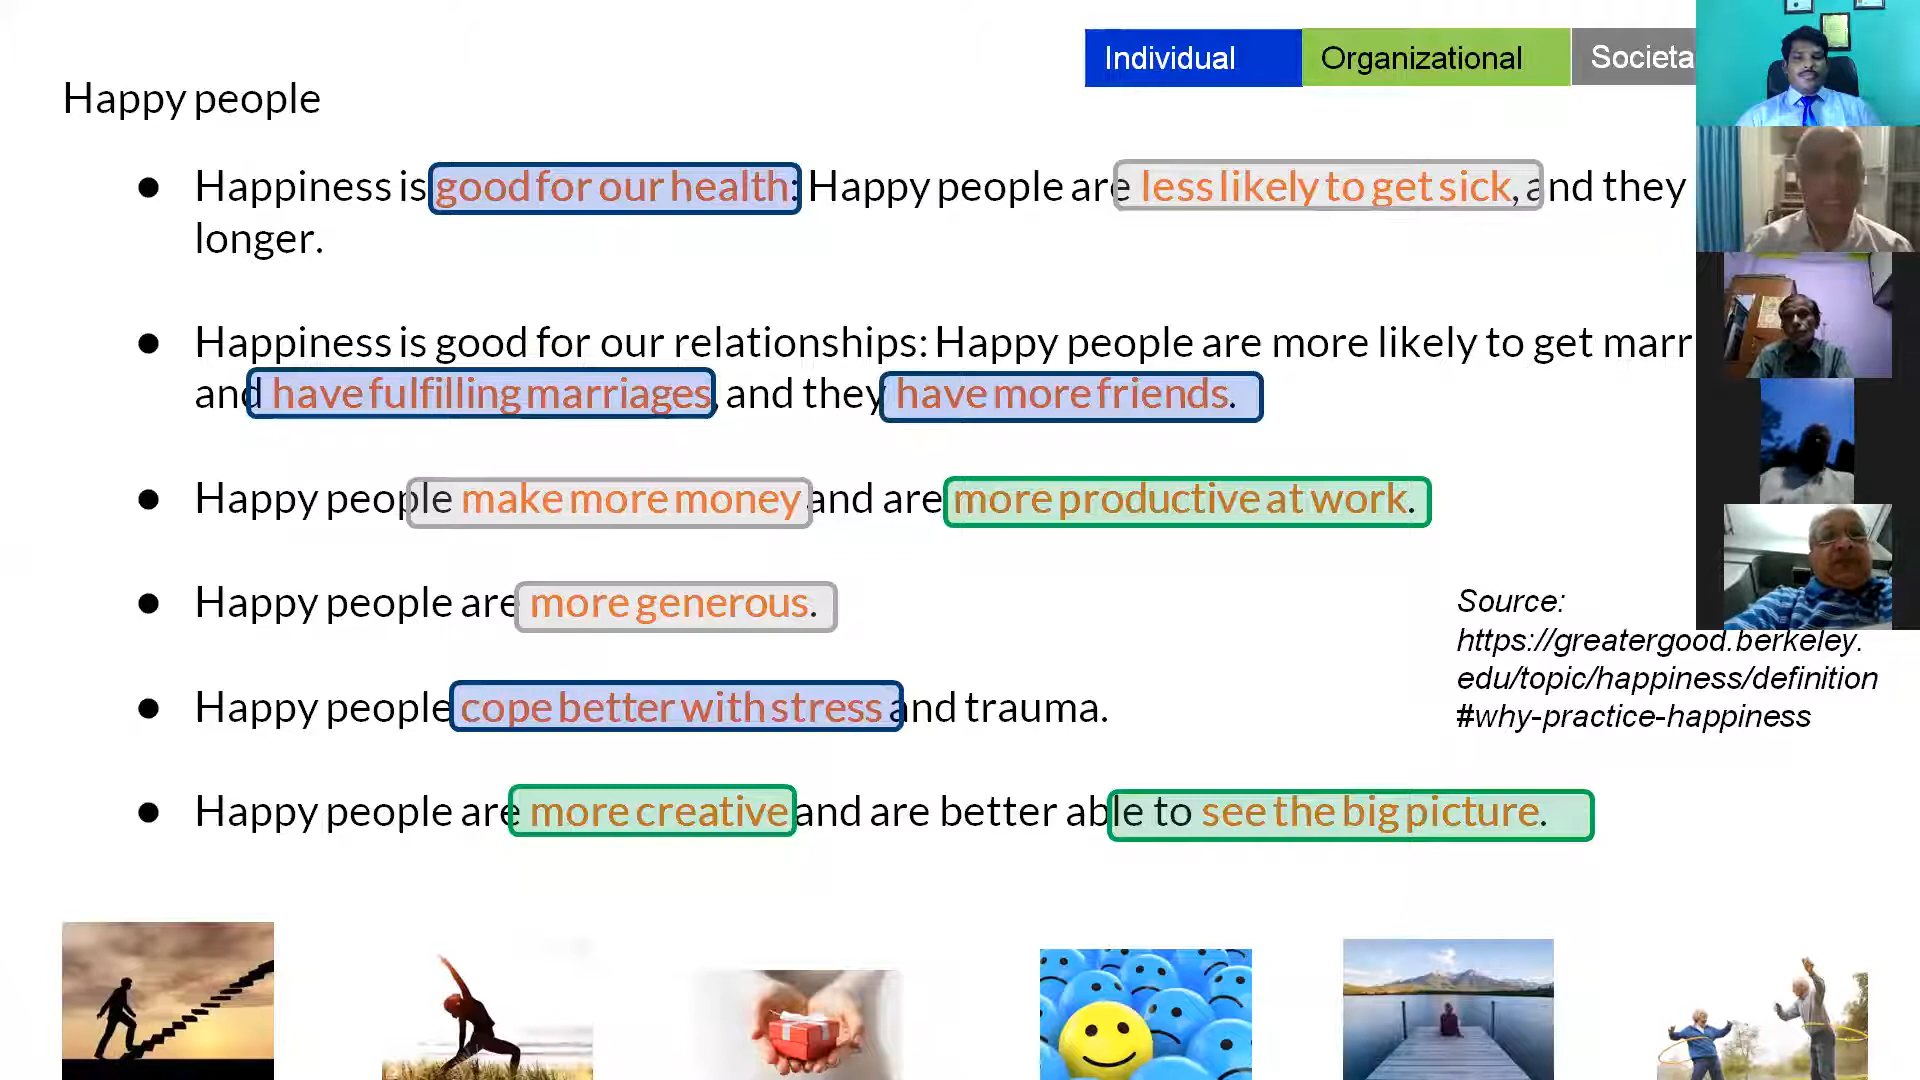 Individual Organizational Societa
Happy people
● Happiness is good for our health: Happy people are less likely to get sick, and they
longer.
● Happiness is good for our relationships: Happy people are more likely to get marr
and have fulfilling marriages, and they have more friends.
● Happy people make more money and are more productive at work.
● Happy people are more generous.
● Happy people cope better with stress and trauma.
● Happy people are more creative and are better able to see the big picture.
Source:
https://greatergood.berkeley.
edu/topic/happiness/definition
#why-practice-happiness